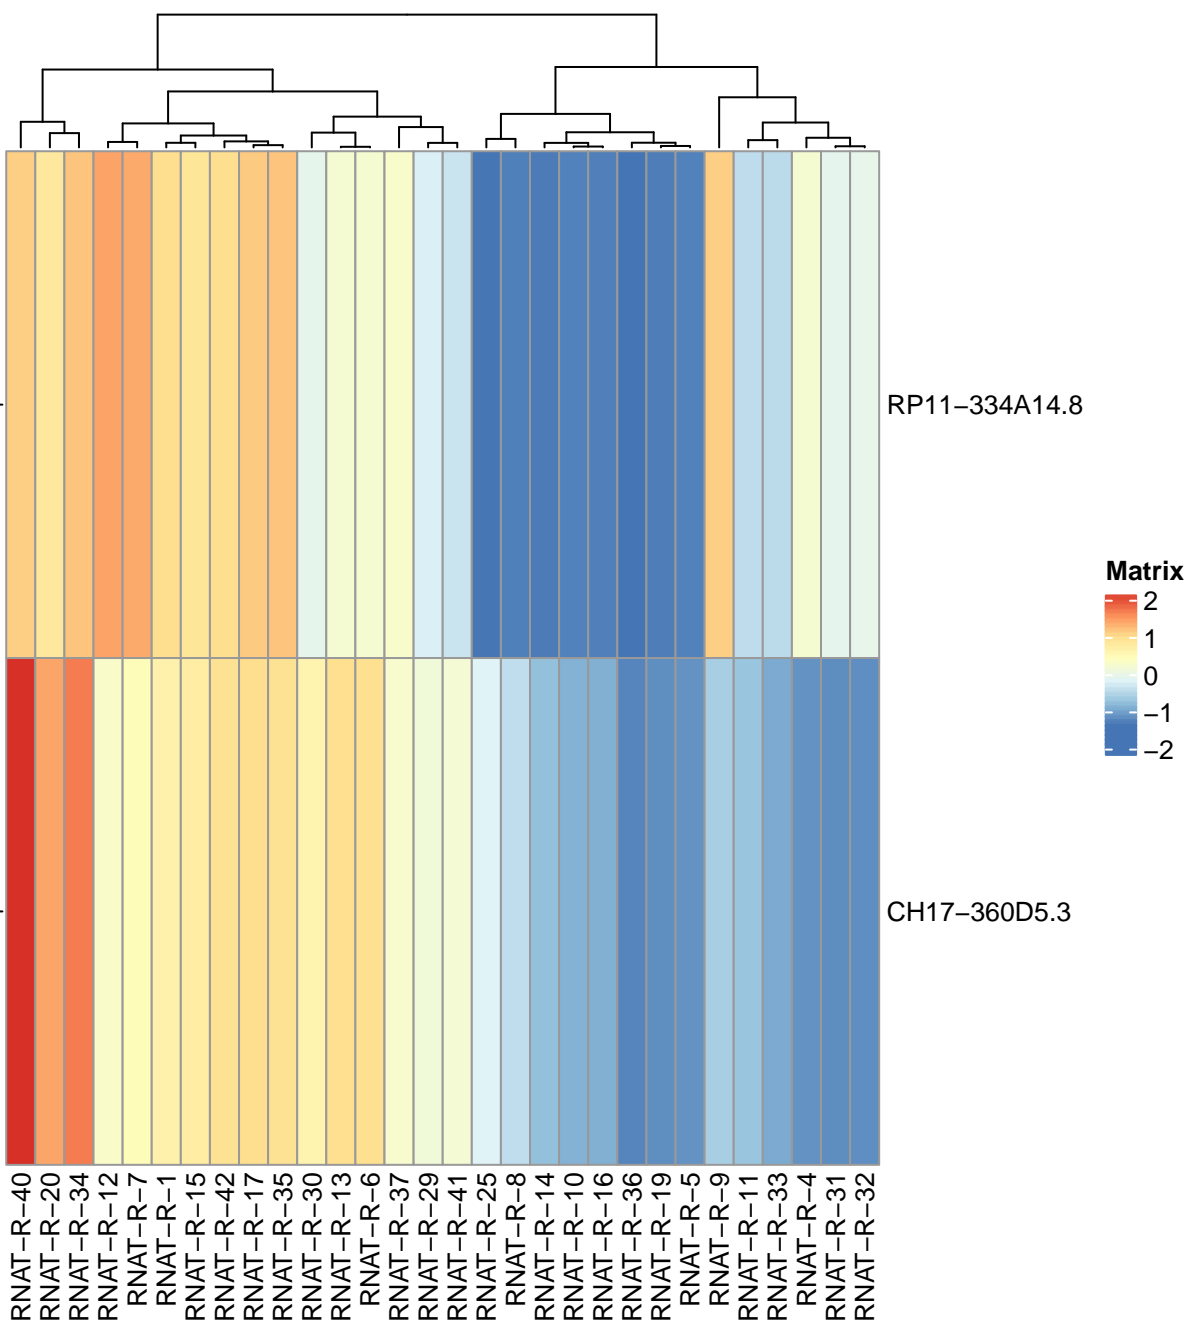 RP11−334A14.8
Matrix
2
1
0
−1
−2
CH17−360D5.3
RNAT−R−40
RNAT−R−20
RNAT−R−34
RNAT−R−12
RNAT−R−7
RNAT−R−1
RNAT−R−15
RNAT−R−42
RNAT−R−17
RNAT−R−35
RNAT−R−30
RNAT−R−13
RNAT−R−6
RNAT−R−37
RNAT−R−29
RNAT−R−41
RNAT−R−25
RNAT−R−8
RNAT−R−14
RNAT−R−10
RNAT−R−16
RNAT−R−36
RNAT−R−19
RNAT−R−5
RNAT−R−9
RNAT−R−11
RNAT−R−33
RNAT−R−4
RNAT−R−31
RNAT−R−32